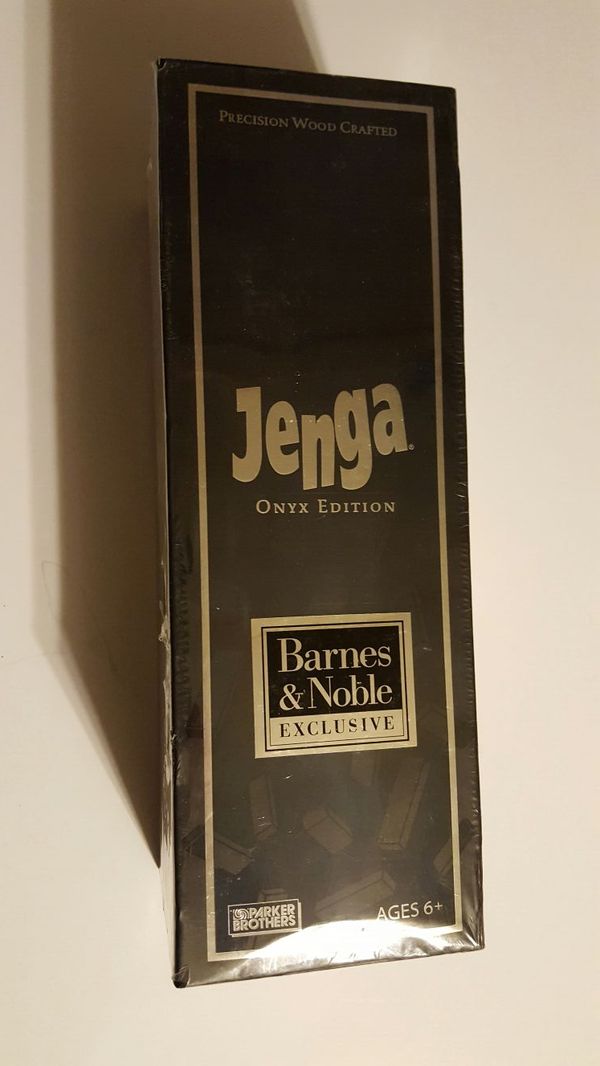 PRECISION WOOD CRAFTED
Jenga®
ONYX EDITION
Barnes
& Noble
EXCLUSIVE
PARKER
BROTHERS
AGES 6+